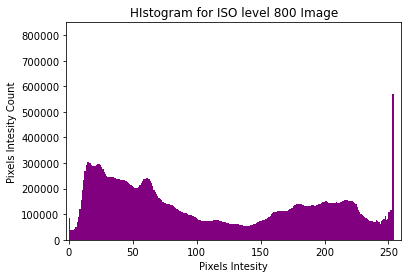 HIstogram for ISO level 800 Image
Pixels Intesity Count
800000
700000
600000
500000
400000
300000
200000
100000
0
0 50 100 150 200 250
Pixels Intesity